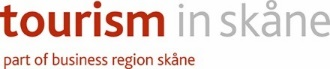 tourism in skåne
part of business region skåne